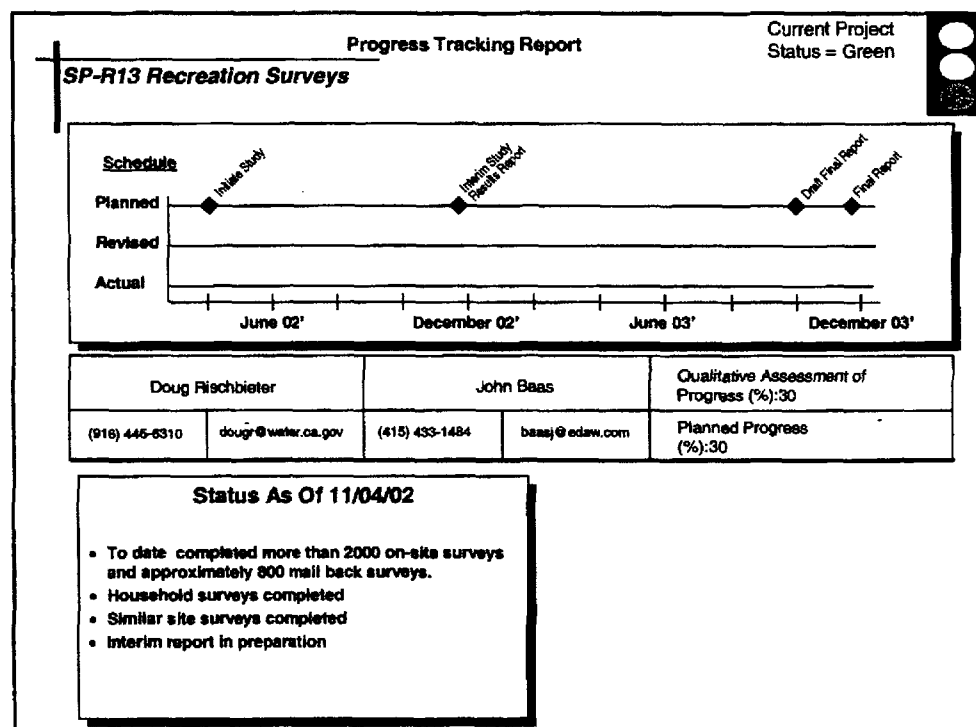 Progress Tracking Report
Current Project
Status = Green
SP-R13 Recreation Surveys
Schedule
Initiate Study
Interim Study
Results Report
Draft Final Report
Final Report
Planned
Revised
Actual
June 02'
December 02'
June 03'
December 03'
Doug Rischbieter
John Baas
Qualitative Assessment of
Progress (%):30
(916) 445-5310
dougr@water.ca.gov
(415) 433-1484
baasj@edaw.com
Planned Progress
(%):30
Status As Of 11/04/02
• To date completed more than 2000 on-site surveys
and approximately 800 mail back surveys.
• Household surveys completed
• Similar site surveys completed
• Interim report in preparation